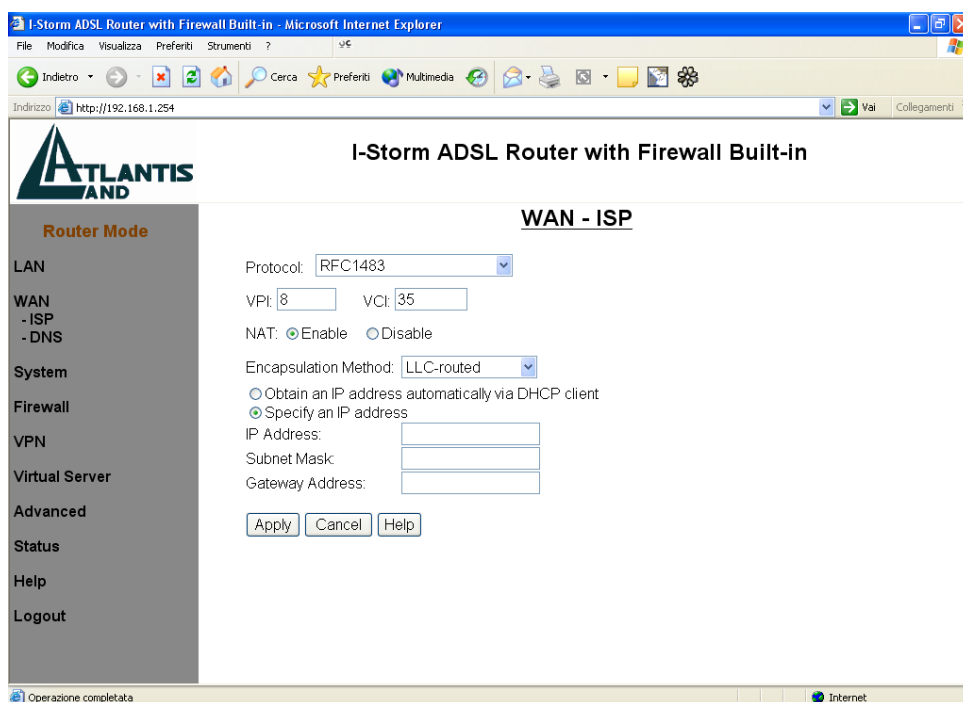 I-Storm ADSL Router with Firewall Built-in - Microsoft Internet Explorer
File Modifica Visualizza Preferiti Strumenti ?
Indietro Cerca Preferiti Multimedia
Indirizzo http://192.168.1.254 Vai Collegamenti
ATLANTIS LAND
I-Storm ADSL Router with Firewall Built-in
Router Mode
LAN
WAN
- ISP
- DNS
System
Firewall
VPN
Virtual Server
Advanced
Status
Help
Logout
WAN - ISP
Protocol: RFC1483
VPI: 8 VCI: 35
NAT: Enable Disable
Encapsulation Method: LLC-routed
Obtain an IP address automatically via DHCP client
Specify an IP address
IP Address:
Subnet Mask:
Gateway Address:
Apply Cancel Help
Operazione completata Internet